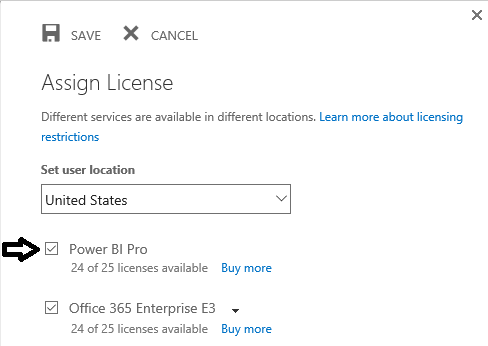 SAVE CANCEL
Assign License
Different services are available in different locations. Learn more about licensing
restrictions
Set user location
United States
Power BI Pro
24 of 25 licenses available Buy more
Office 365 Enterprise E3
24 of 25 licenses available Buy more